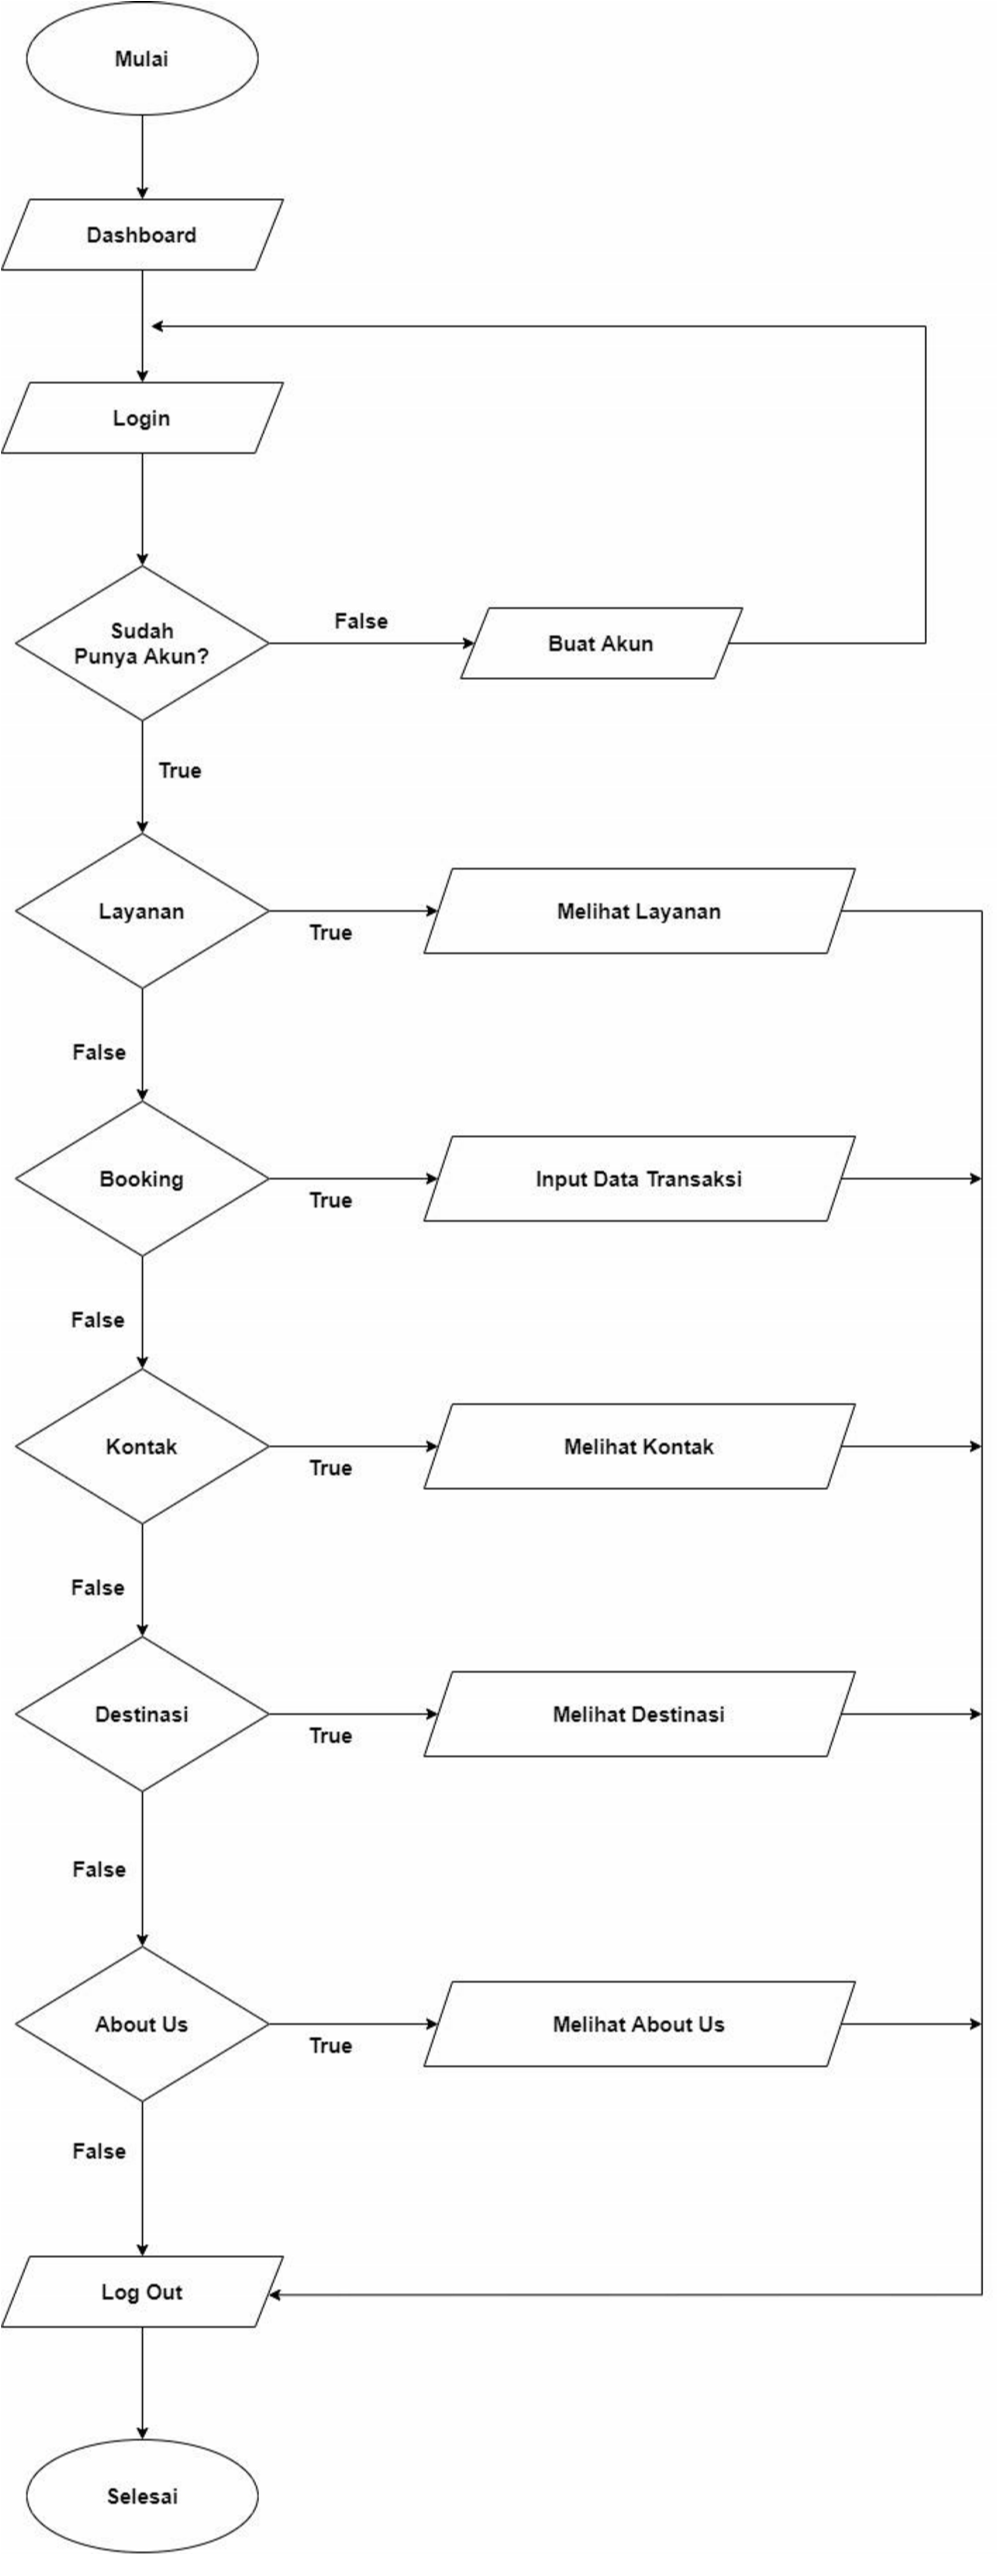 Mulai
Dashboard
Login
Sudah
Punya Akun?
False
Buat Akun
True
Layanan
True
Melihat Layanan
False
Booking
True
Input Data Transaksi
False
Kontak
True
Melihat Kontak
False
Destinasi
True
Melihat Destinasi
False
About Us
True
Melihat About Us
False
Log Out
Selesai